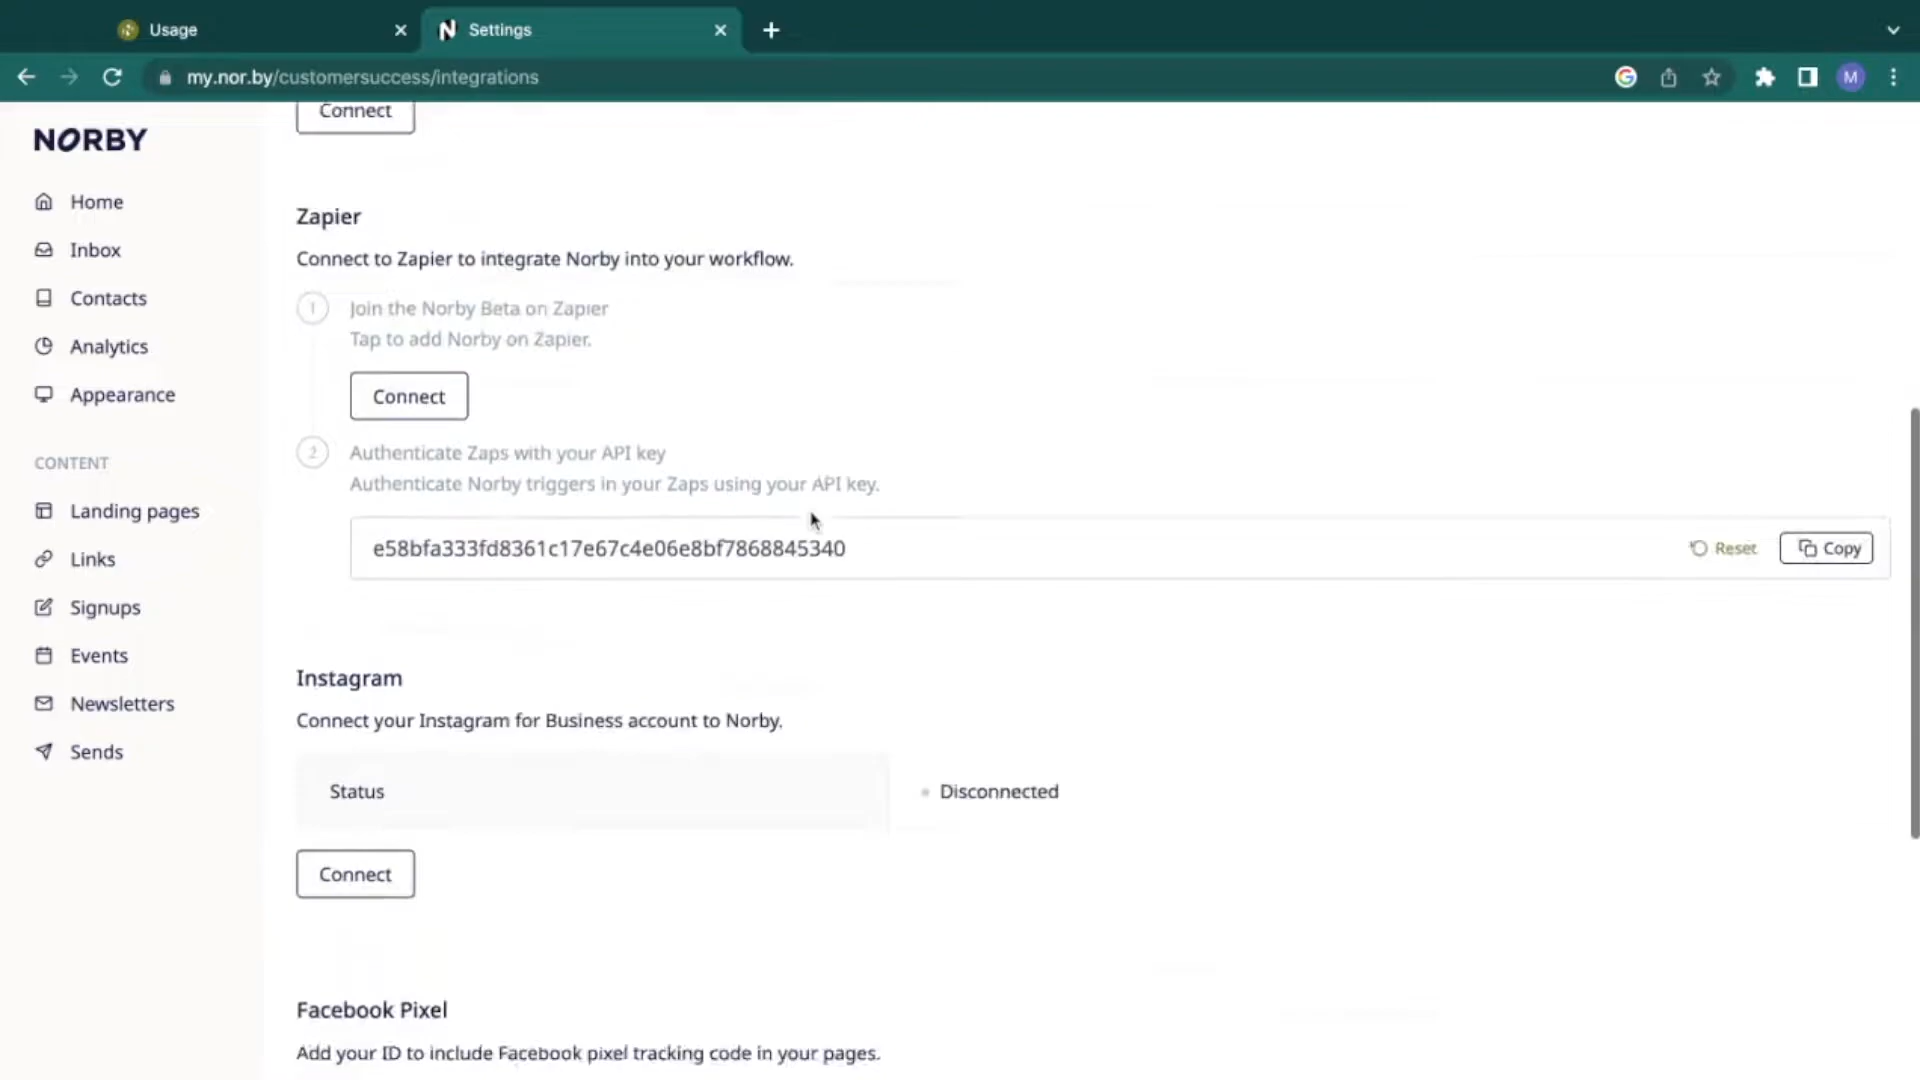 Usage
Settings
my.nor.by/customersuccess/integrations
M
NORBY
Home
Inbox
Contacts
Analytics
Appearance
CONTENT
Landing pages
Links
Signups
Events
Newsletters
Sends
Connect
Zapier
Connect to Zapier to integrate Norby into your workflow.
1 Join the Norby Beta on Zapier
Tap to add Norby on Zapier.
Connect
2 Authenticate Zaps with your API key
Authenticate Norby triggers in your Zaps using your API key.
e58bfa333fd8361c17e67c4e06e8bf7868845340 Reset Copy
Instagram
Connect your Instagram for Business account to Norby.
Status Disconnected
Connect
Facebook Pixel
Add your ID to include Facebook pixel tracking code in your pages.